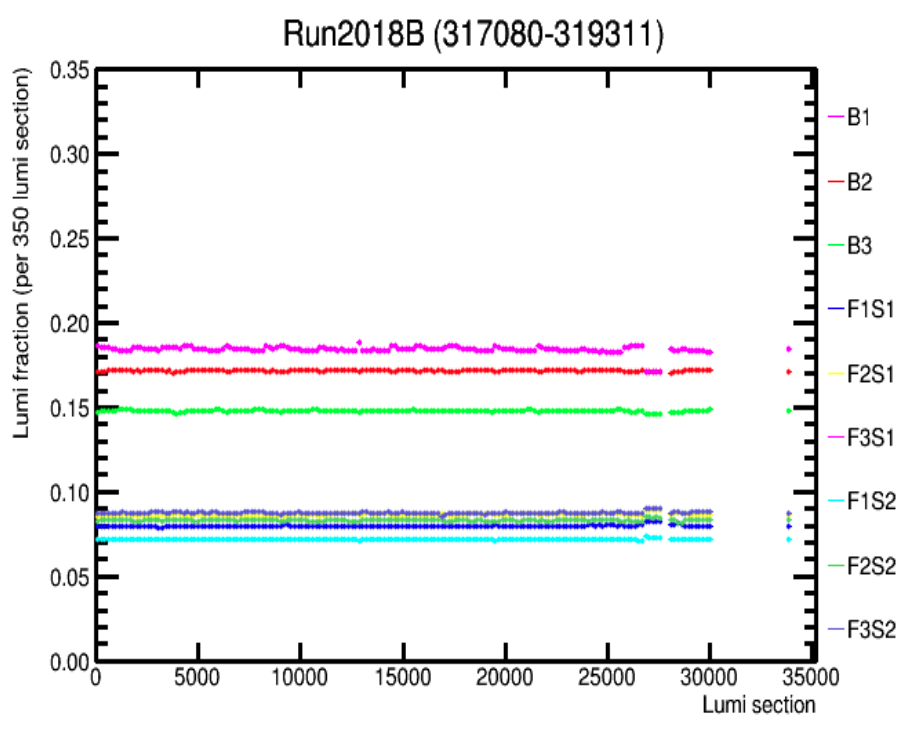 Run2018B (317080-319311)
Lumi fraction (per 350 lumi section)
0.35
0.30
0.25
0.20
0.15
0.10
0.05
0.00
0 5000 10000 15000 20000 25000 30000 35000
Lumi section
B1
B2
B3
F1S1
F2S1
F3S1
F1S2
F2S2
F3S2